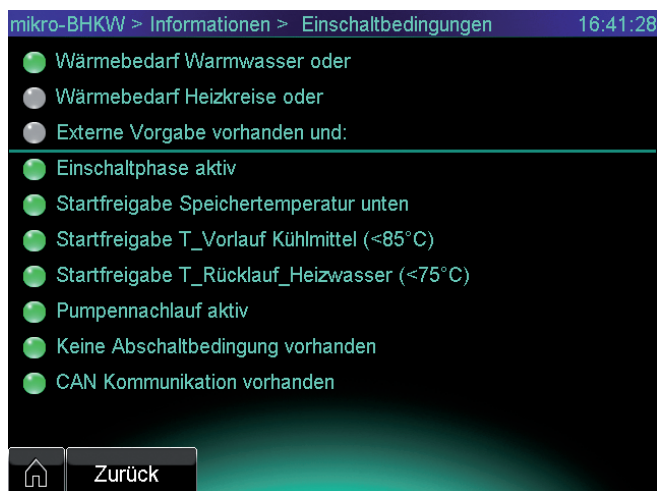 mikro-BHKW > Informationen > Einschaltbedingungen 16:41:28
Wärmebedarf Warmwasser oder
Wärmebedarf Heizkreise oder
Externe Vorgabe vorhanden und:
Einschaltphase aktiv
Startfreigabe Speichertemperatur unten
Startfreigabe T_Vorlauf Kühlmittel (<85°C)
Startfreigabe T_Rücklauf_Heizwasser (<75°C)
Pumpennachlauf aktiv
Keine Abschaltbedingung vorhanden
CAN Kommunikation vorhanden
Zurück